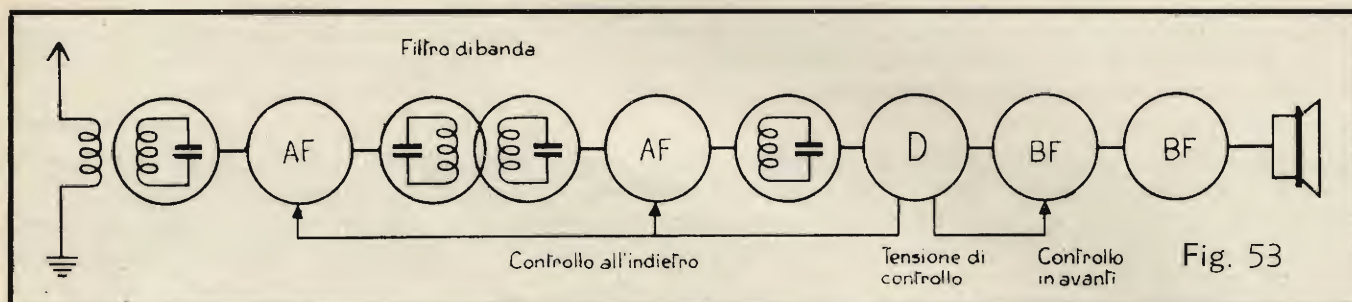 Filtro di banda
AF
AF
D
BF
BF
Controllo all'indietro
Tensione di
controllo
Controllo
in avanti
Fig. 53